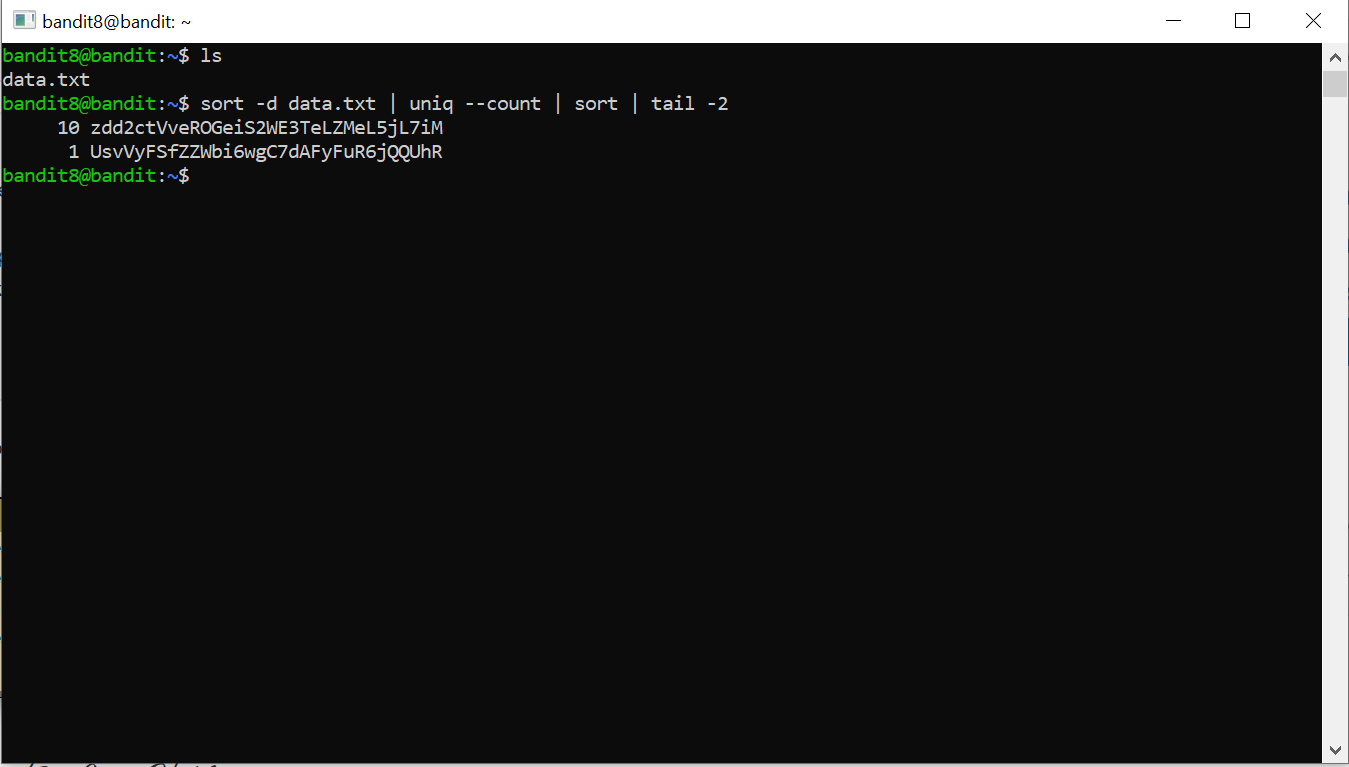 bandit8@bandit: ~
bandit8@bandit:~$ ls
data.txt
bandit8@bandit:~$ sort -d data.txt | uniq --count | sort | tail -2
     10 zdd2ctVveROGeiS2WE3TeLZMeL5jL7iM
      1 UsvVyFSfZZWbi6wgC7dAFyFuR6jQQUhR
bandit8@bandit:~$